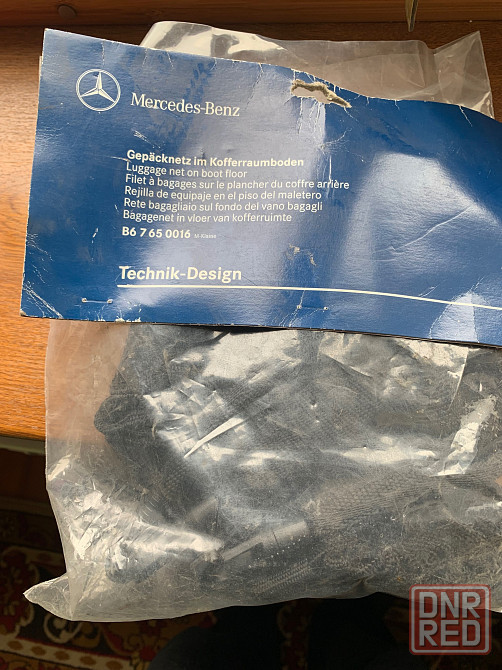 Mercedes-Benz
Gepäcknetz im Kofferraumboden
Luggage net on boot floor
Filet à bagages sur le plancher du coffre arrière
Rejilla de equipaje en el piso del maletero
Rete bagagliaio sul fondo del vano bagagli
Bagagenet in vloer van kofferruimte
B6 7 65 0016 M-Klasse
Technik-Design
DNR
RED